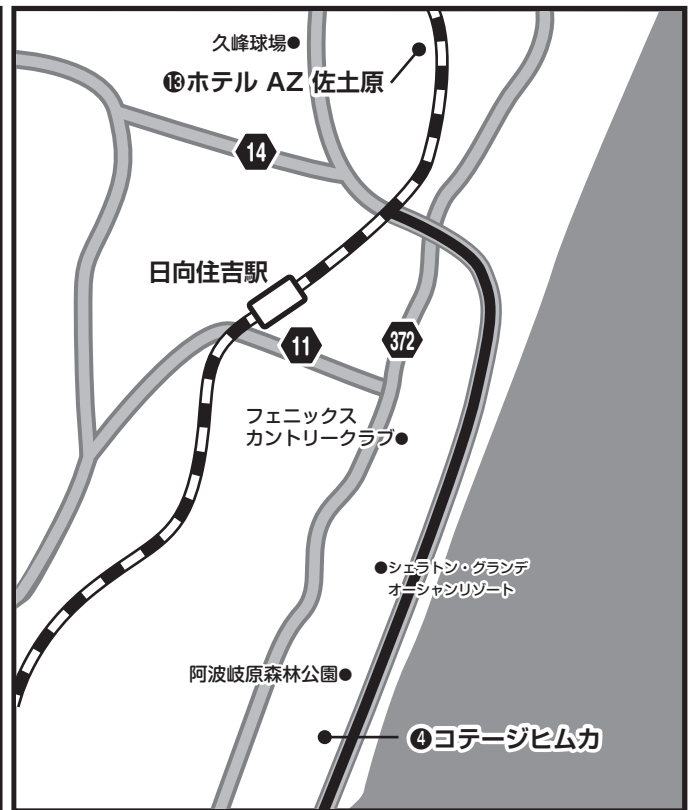 久峰球場●
⓭ホテル AZ 佐土原
14
日向住吉駅
11
372
フェニックス
カントリークラブ●
●シェラトン・グランデ
オーシャンリゾート
阿波岐原森林公園●
❹コテージヒムカ